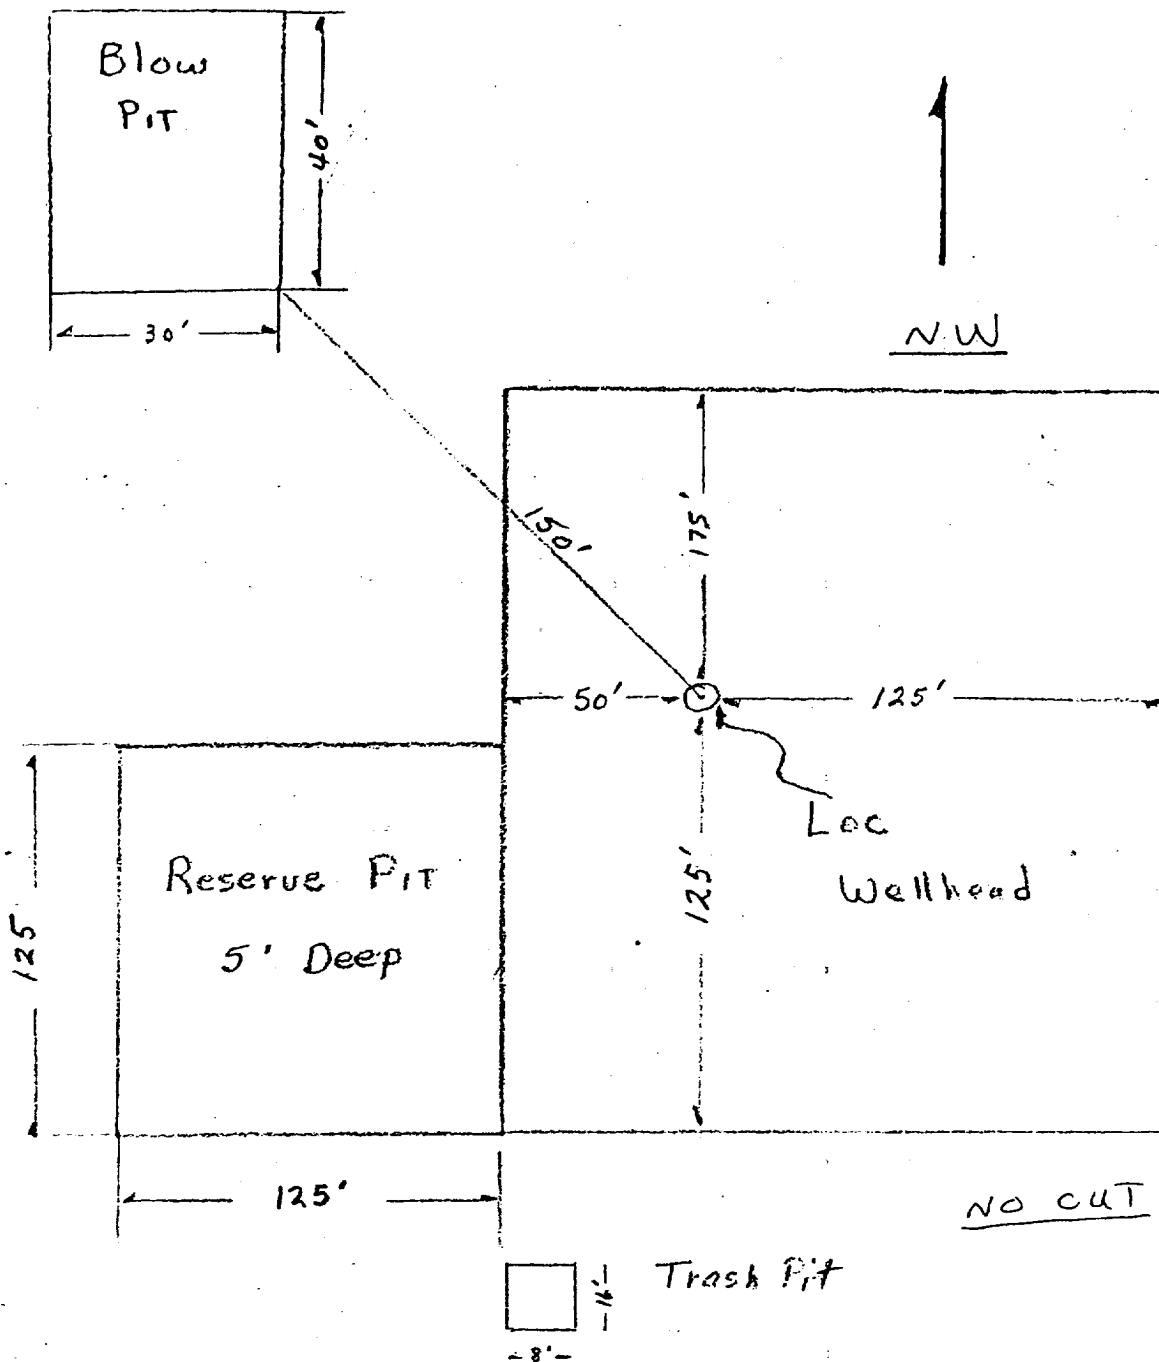 Blow
PIT
40'
30'
NW
175'
150'
50'
125'
Loc
Wellhead
125'
Reserve PIT
5' Deep
125
125'
NO CUT
Trash Pit
16'
8'